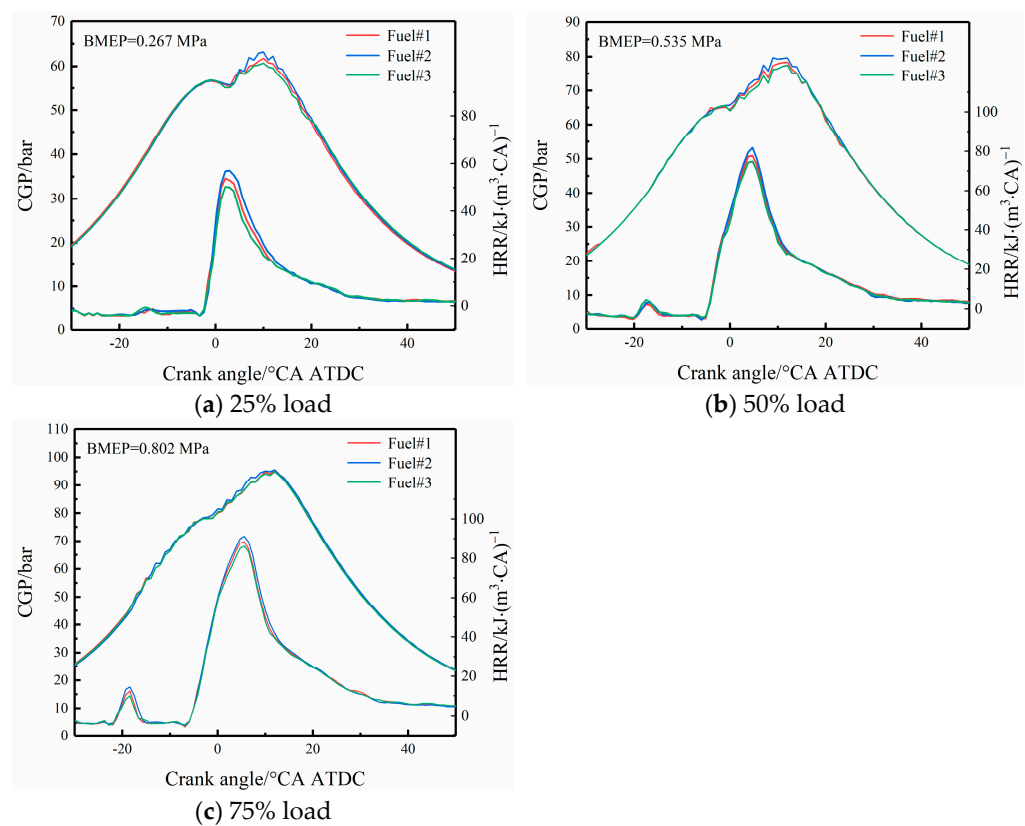 BMEP=0.267 MPa
Fuel#1
Fuel#2
Fuel#3
CGP/bar
70
60
50
40
30
20
10
0
HRR/kJ·(m³·CA)⁻¹
80
60
40
20
0
-20 0 20 40
Crank angle/°CA ATDC
(a) 25% load
BMEP=0.535 MPa
Fuel#1
Fuel#2
Fuel#3
CGP/bar
90
80
70
60
50
40
30
20
10
0
HRR/kJ·(m³·CA)⁻¹
100
80
60
40
20
0
-20 0 20 40
Crank angle/°CA ATDC
(b) 50% load
BMEP=0.802 MPa
Fuel#1
Fuel#2
Fuel#3
CGP/bar
110
100
90
80
70
60
50
40
30
20
10
0
HRR/kJ·(m³·CA)⁻¹
100
80
60
40
20
0
-20 0 20 40
Crank angle/°CA ATDC
(c) 75% load